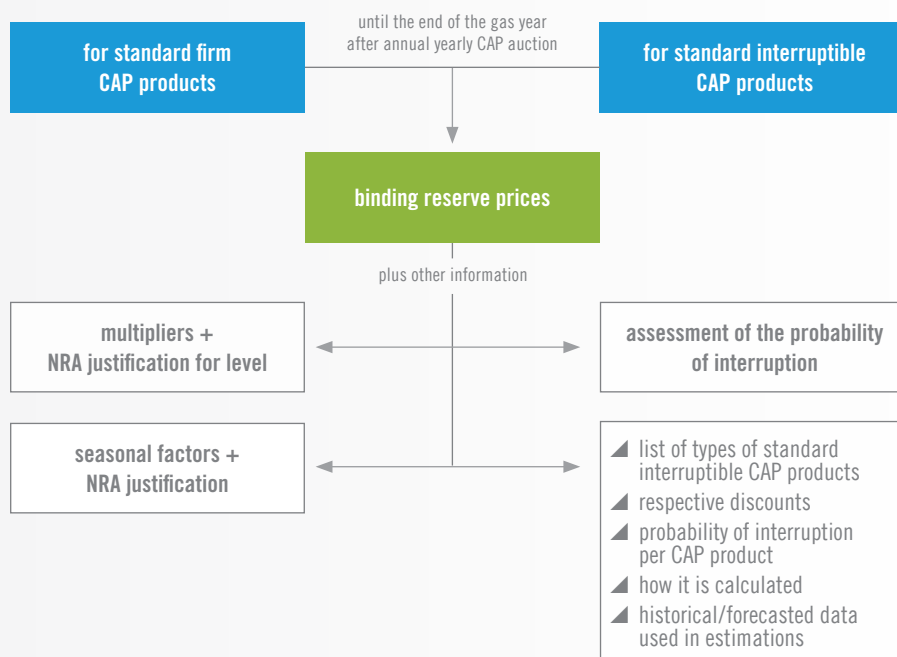 until the end of the gas year
after annual yearly CAP auction
for standard firm
CAP products
for standard interruptible
CAP products
binding reserve prices
plus other information
multipliers +
NRA justification for level
assessment of the probability
of interruption
seasonal factors +
NRA justification
list of types of standard
interruptible CAP products
respective discounts
probability of interruption
per CAP product
how it is calculated
historical/forecasted data
used in estimations